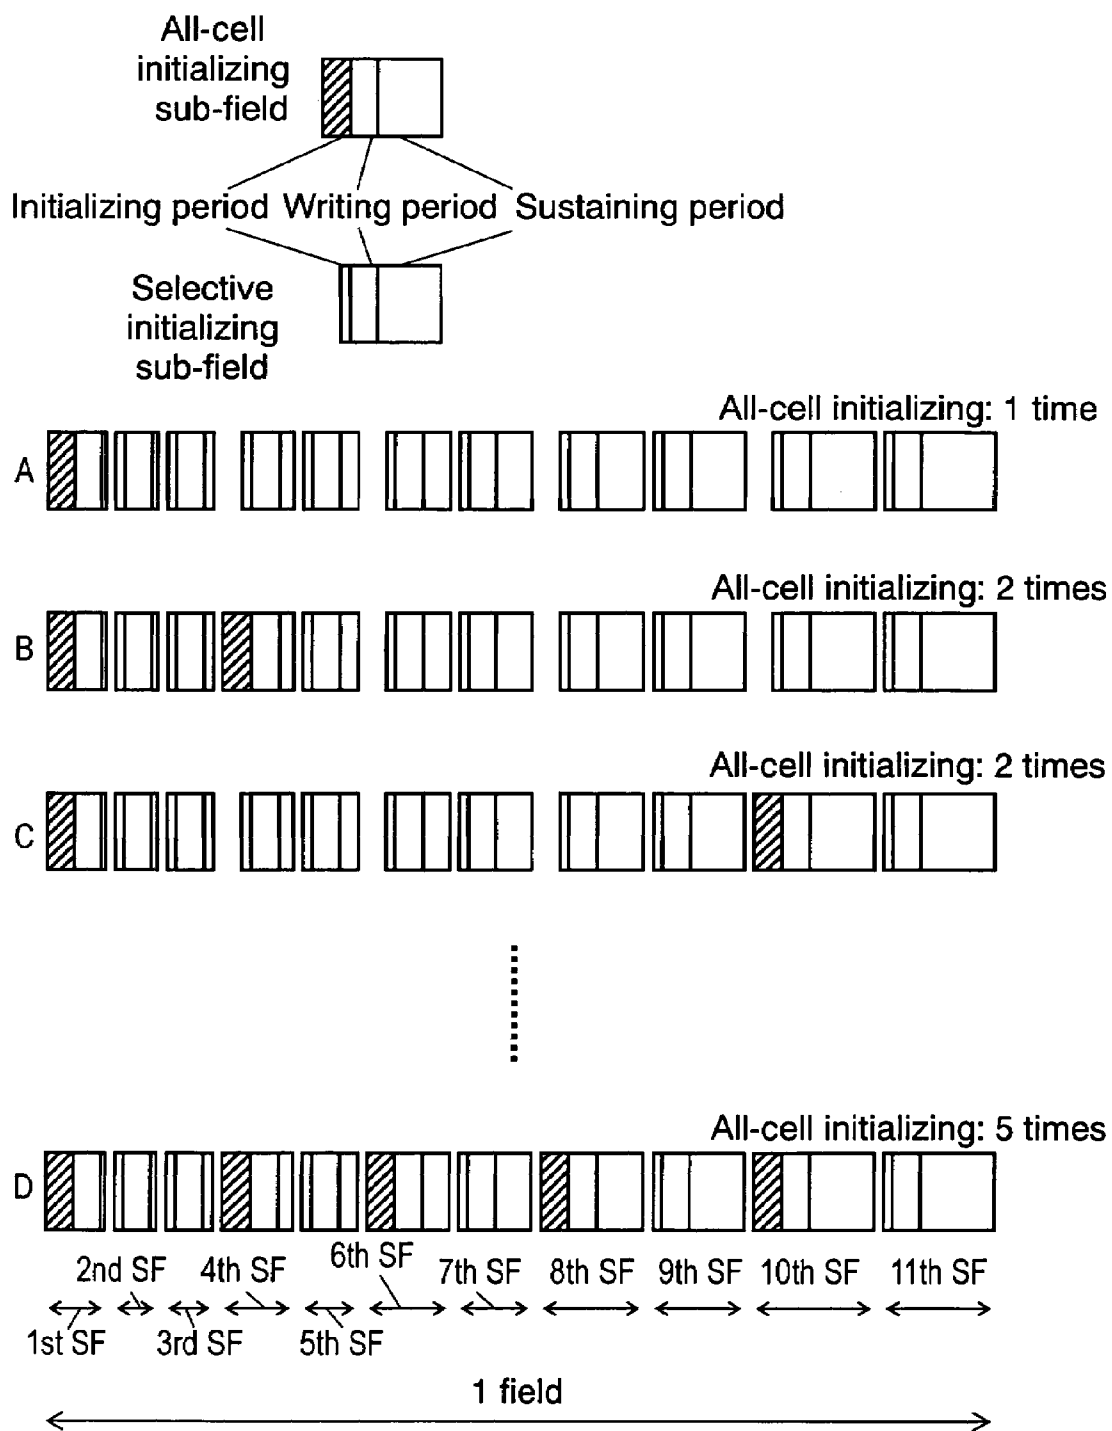 All-cell
initializing
sub-field
Initializing period Writing period Sustaining period
Selective
initializing
sub-field
All-cell initializing: 1 time
A
All-cell initializing: 2 times
B
All-cell initializing: 2 times
C
All-cell initializing: 5 times
D
2nd SF 4th SF 6th SF 7th SF 8th SF 9th SF 10th SF 11th SF
1st SF 3rd SF 5th SF
1 field